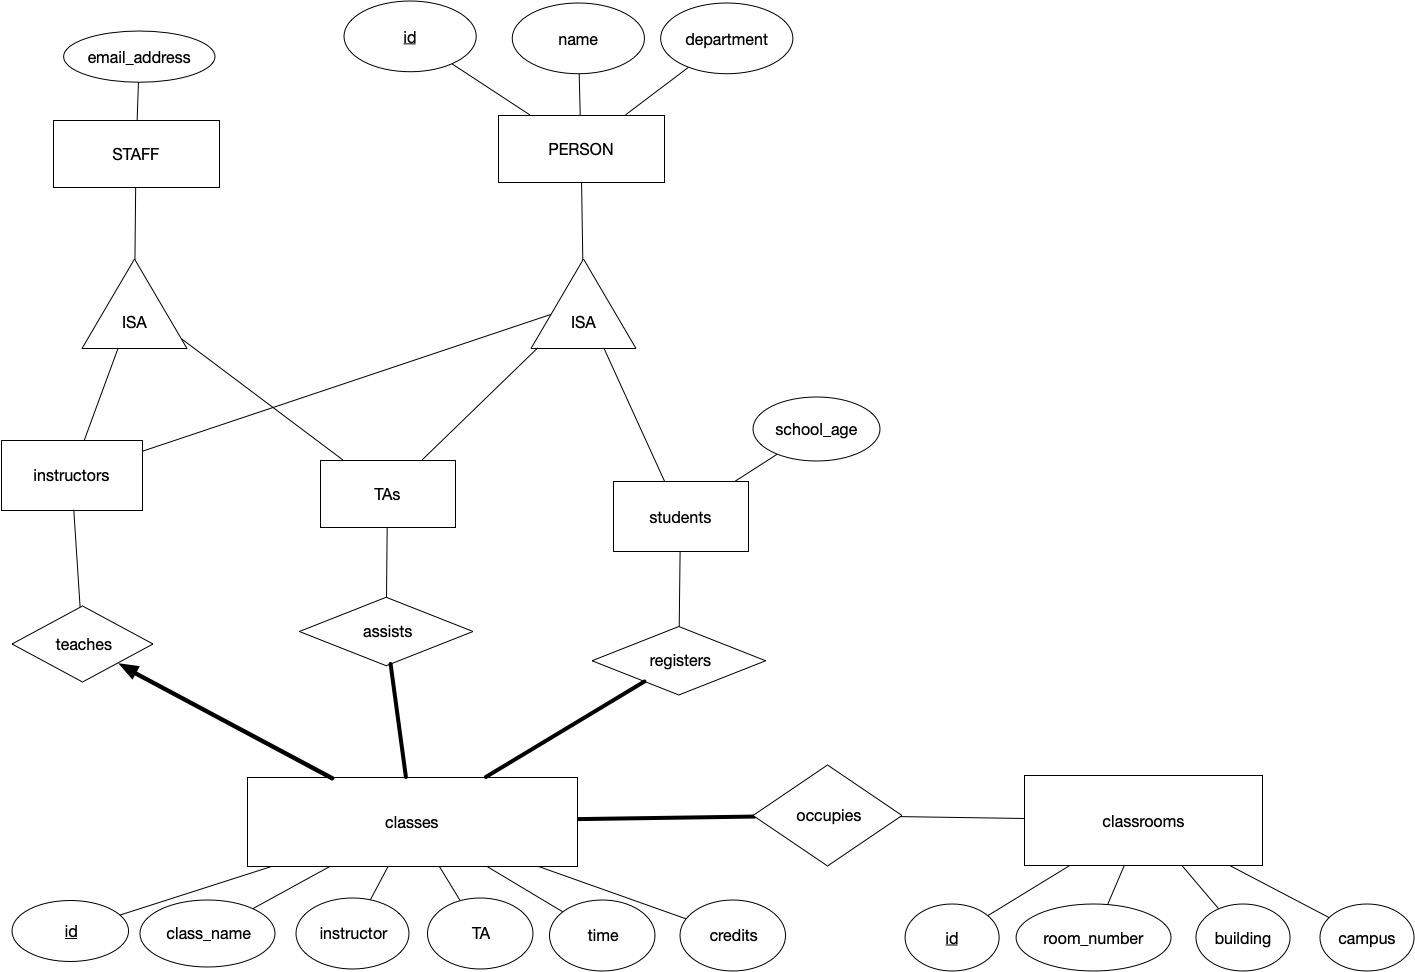 id
name
department
email_address
PERSON
STAFF
ISA
ISA
school_age
instructors
TAs
students
teaches
assists
registers
occupies
classes
classrooms
id
class_name
instructor
TA
time
credits
id
room_number
building
campus